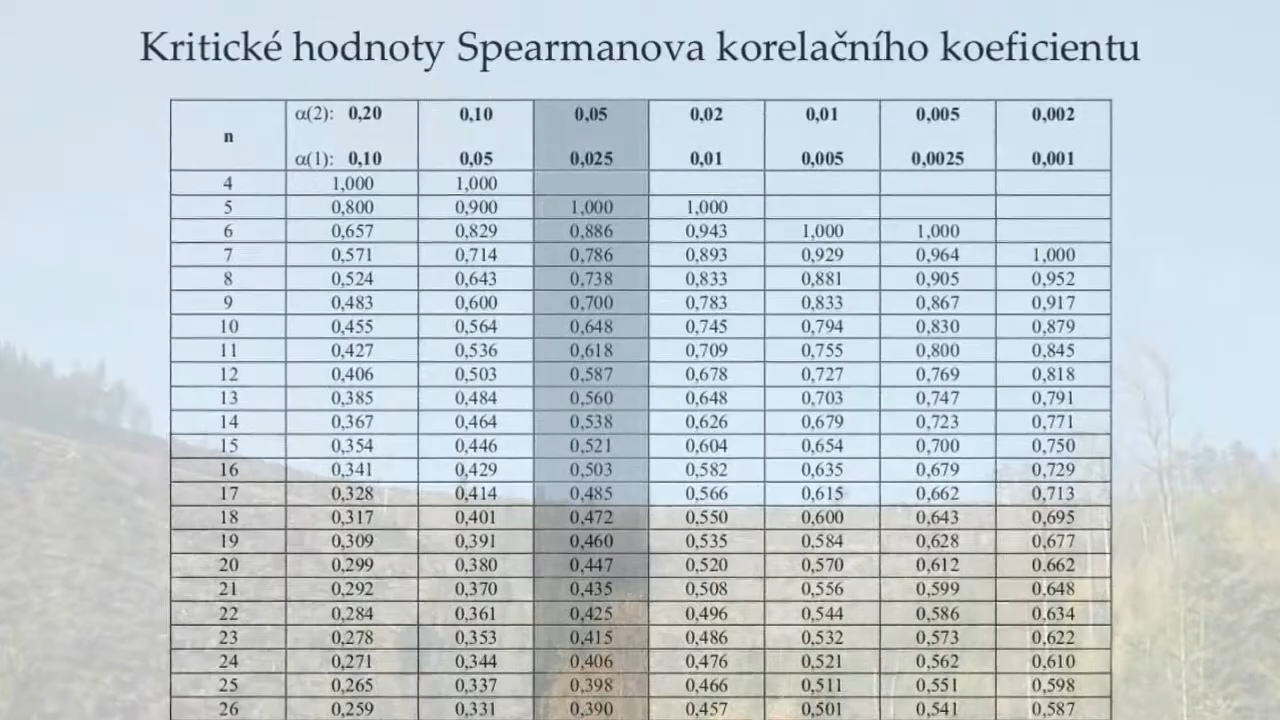 Kritické hodnoty Spearmanova korelačního koeficientu
n α(2): 0,20 0,10 0,05 0,02 0,01 0,005 0,002
α(1): 0,10 0,05 0,025 0,01 0,005 0,0025 0,001
4 1,000 1,000
5 0,800 0,900 1,000 1,000
6 0,657 0,829 0,886 0,943 1,000 1,000
7 0,571 0,714 0,786 0,893 0,929 0,964 1,000
8 0,524 0,643 0,738 0,833 0,881 0,905 0,952
9 0,483 0,600 0,700 0,783 0,833 0,867 0,917
10 0,455 0,564 0,648 0,745 0,794 0,830 0,879
11 0,427 0,536 0,618 0,709 0,755 0,800 0,845
12 0,406 0,503 0,587 0,678 0,727 0,769 0,818
13 0,385 0,484 0,560 0,648 0,703 0,747 0,791
14 0,367 0,464 0,538 0,626 0,679 0,723 0,771
15 0,354 0,446 0,521 0,604 0,654 0,700 0,750
16 0,341 0,429 0,503 0,582 0,635 0,679 0,729
17 0,328 0,414 0,485 0,566 0,615 0,662 0,713
18 0,317 0,401 0,472 0,550 0,600 0,643 0,695
19 0,309 0,391 0,460 0,535 0,584 0,628 0,677
20 0,299 0,380 0,447 0,520 0,570 0,612 0.662
21 0,292 0,370 0,435 0,508 0,556 0,599 0.648
22 0,284 0,361 0,425 0,496 0,544 0,586 0,634
23 0,278 0,353 0,415 0,486 0,532 0,573 0,622
24 0,271 0,344 0,406 0,476 0,521 0,562 0,610
25 0,265 0,337 0,398 0,466 0,511 0,551 0,598
26 0,259 0,331 0,390 0,457 0,501 0,541 0,587